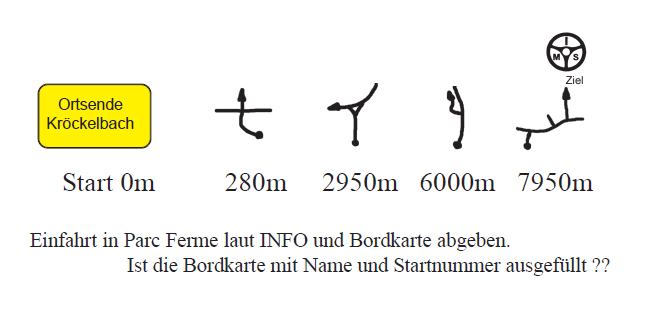 I
M S
Ziel
Ortsende
Kröckelbach
Start 0m 280m 2950m 6000m 7950m
Einfahrt in Parc Ferme laut INFO und Bordkarte abgeben.
Ist die Bordkarte mit Name und Startnummer ausgefüllt ??